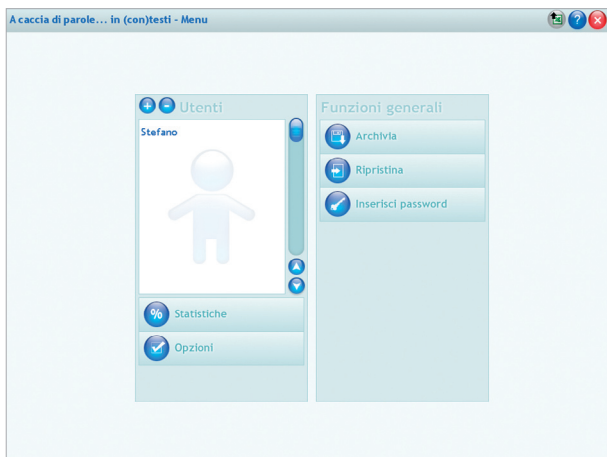 A caccia di parole... in (con)testi - Menu
?
Utenti
Stefano
% Statistiche
Opzioni
Funzioni generali
Archivia
Ripristina
Inserisci password